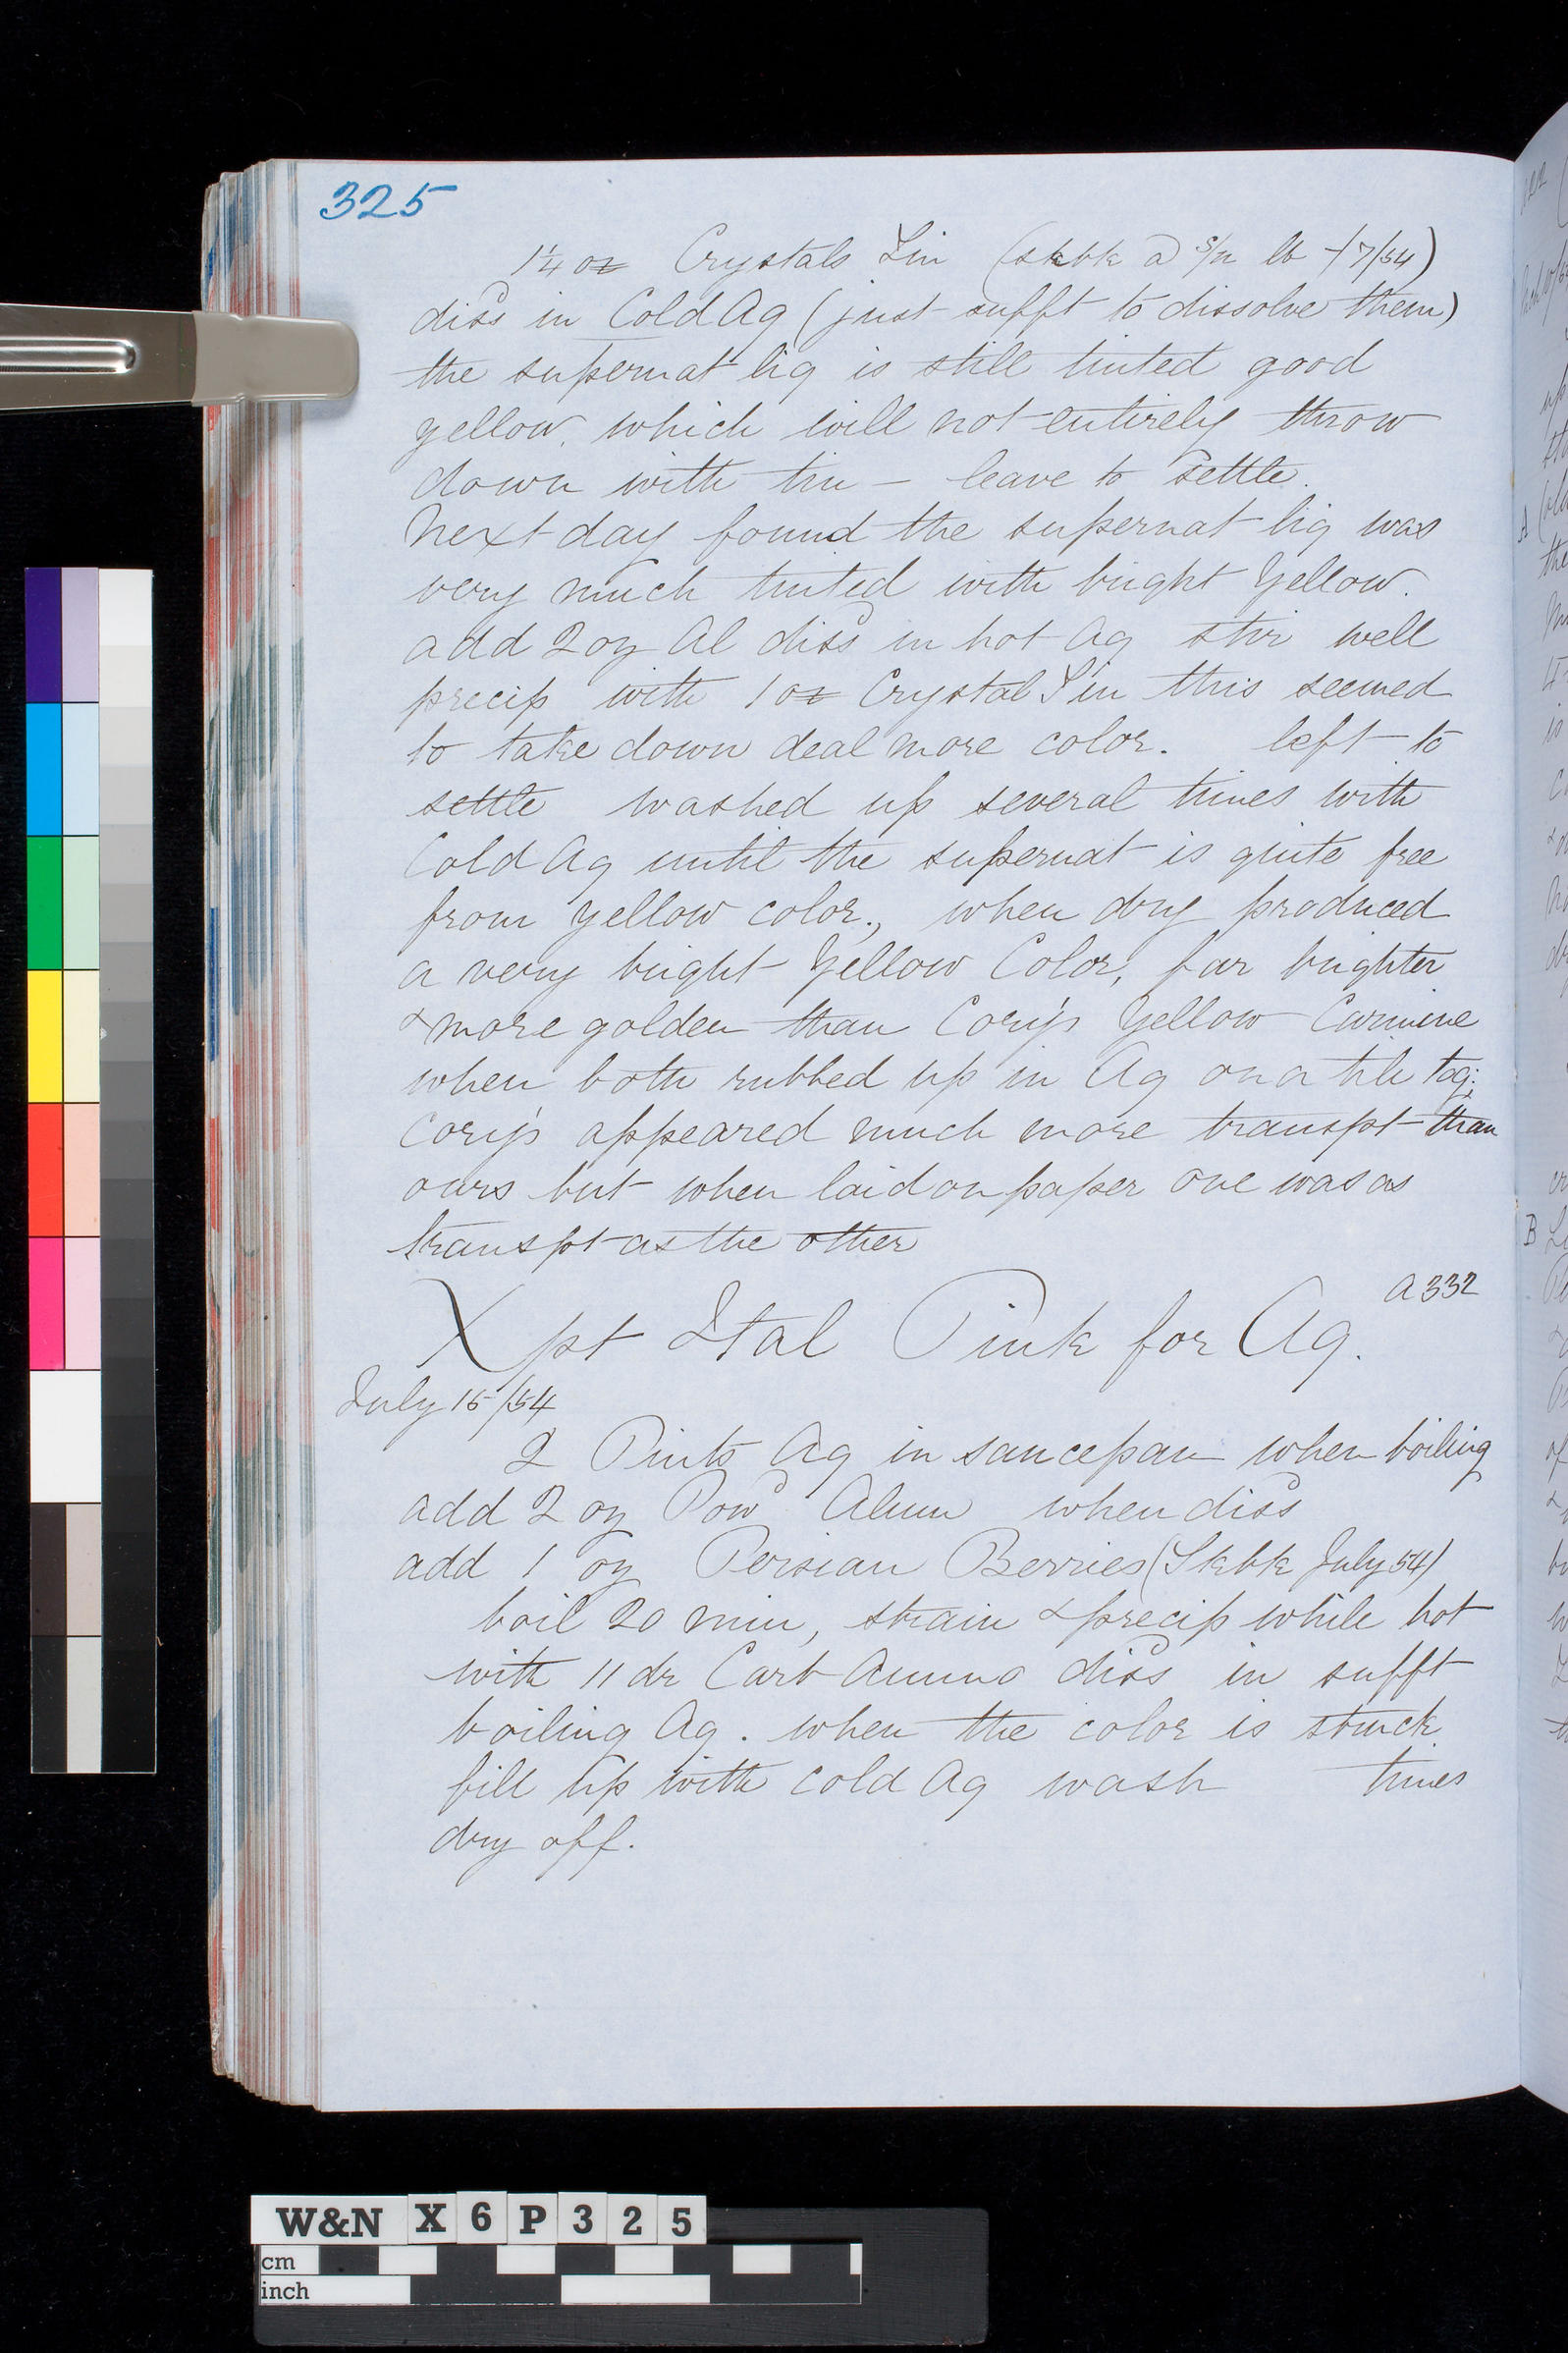 325
1¼ oz Crystals Tin (skbk a s/n lb 7/54)
diss'd in Cold Aq (just sufft to dissolve them)
the supernat liq is still tinted good
yellow, which will not entirely throw
down with tin — leave to settle.
Next day found the supernat liq was
very much tinted with bright Yellow.
add 2 oz Al diss'd in hot Aq stir well
precip with 1 oz Crystal Tin this seemed
to take down deal more color. left to
settle washed up several times with
Cold Aq until the supernat is quite free
from yellow color., when dry produced
a very bright Yellow Color, far brighter
& more golden than Cory's Yellow Carmine
when both rubbed up in Aq on a tile tog:
Cory's appeared much more transpt than
ours but when laid on paper one was as
transpt as the other
A 332
Xpt Ital Pink for Aq.
July 15/54
2 Pints Aq in saucepan when boiling
add 2 oz Pow'd Alum when diss'd
add 1 oz Persian Berries (Skbk July 54)
boil 20 min, strain & precip while hot
with 11 dr Carb Ammo diss'd in sufft
boiling Aq. when the color is struck
fill up with cold Aq wash times
dry off.
W&N X 6 P 3 2 5
cm
inch